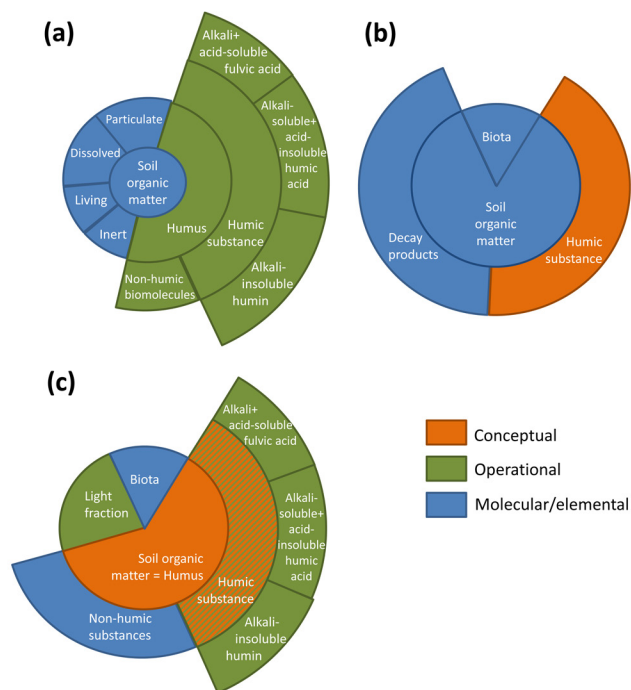 (a)
Alkali+
acid-soluble
fulvic acid
Alkali-
soluble+
acid-
insoluble
humic
acid
Particulate
Dissolved
Soil
organic
matter
Living
Inert
Humus
Humic
substance
Non-humic
biomolecules
Alkali-
insoluble
humin
(b)
Biota
Soil
organic
matter
Decay
products
Humic
substance
(c)
Alkali+
acid-soluble
fulvic acid
Biota
Light
fraction
Alkali-
soluble+
acid-
insoluble
humic
acid
Soil organic
matter = Humus
Humic
substance
Non-humic
substances
Alkali-
insoluble
humin
Conceptual
Operational
Molecular/elemental